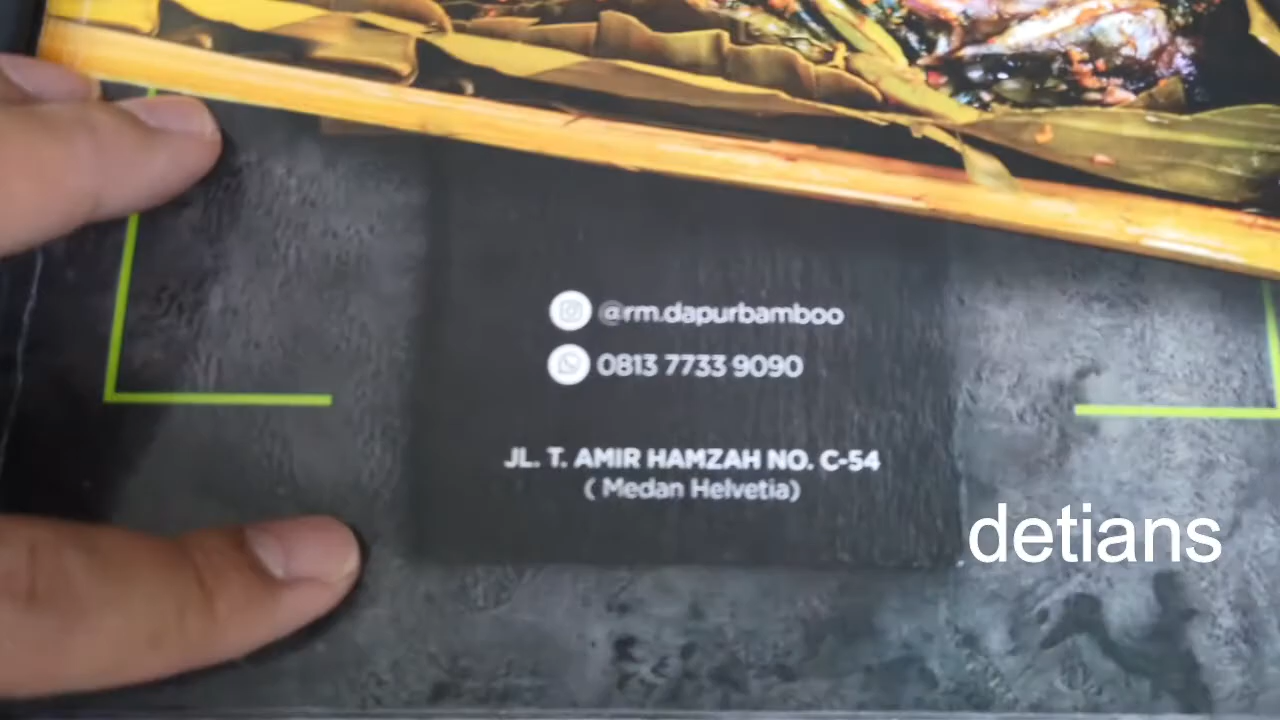 @rm.dapurbamboo
0813 7733 9090
JL. T. AMIR HAMZAH NO. C-54
( Medan Helvetia)
detians